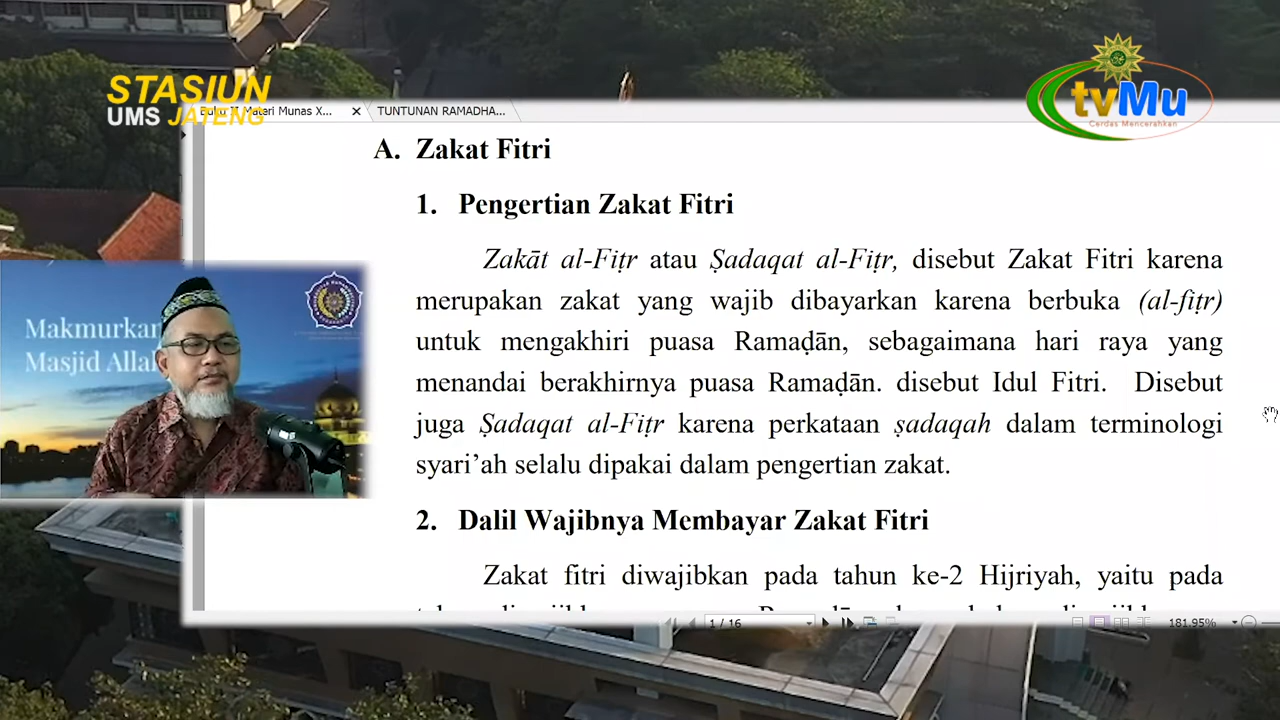 STASIUN
UMS JATENG
TUNTUNAN RAMADHA...
tvMu
Cerdas Mencerahkan
A. Zakat Fitri
1. Pengertian Zakat Fitri
Zakāt al-Fiṭr atau Ṣadaqat al-Fiṭr, disebut Zakat Fitri karena
merupakan zakat yang wajib dibayarkan karena berbuka (al-fiṭr)
untuk mengakhiri puasa Ramaḍān, sebagaimana hari raya yang
menandai berakhirnya puasa Ramaḍān. disebut Idul Fitri. Disebut
juga Ṣadaqat al-Fiṭr karena perkataan ṣadaqah dalam terminologi
syari’ah selalu dipakai dalam pengertian zakat.
2. Dalil Wajibnya Membayar Zakat Fitri
Zakat fitri diwajibkan pada tahun ke-2 Hijriyah, yaitu pada
Makmurkan
Masjid Allah
1 / 16
181.95%